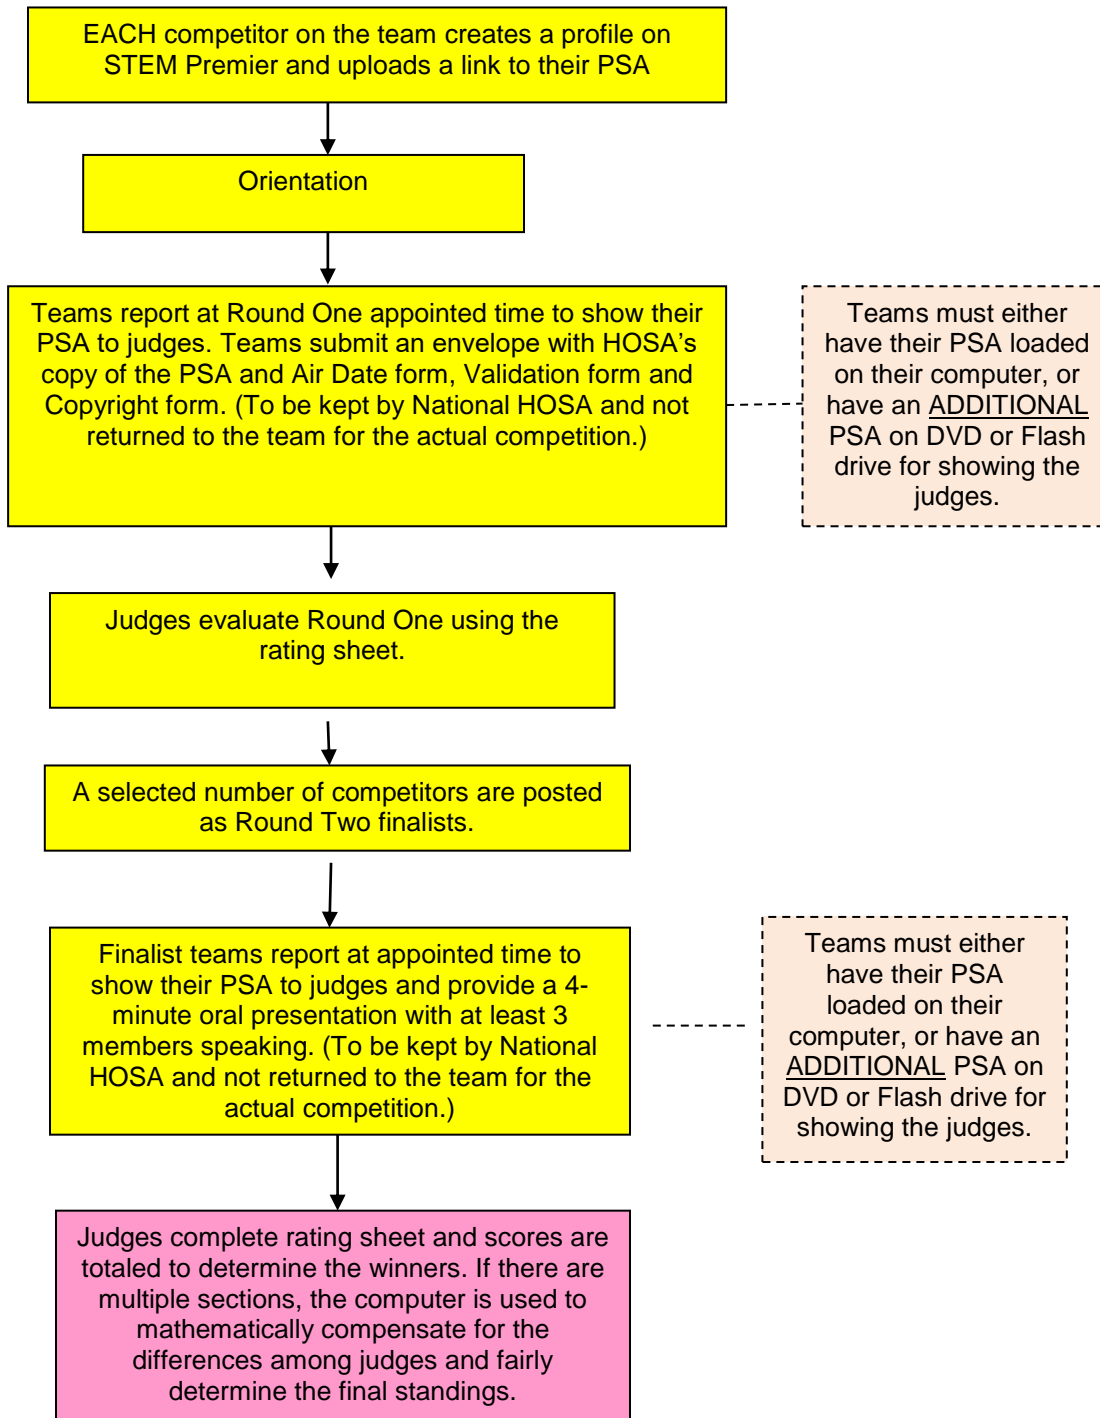 EACH competitor on the team creates a profile on
STEM Premier and uploads a link to their PSA
Orientation
Teams report at Round One appointed time to show their
PSA to judges. Teams submit an envelope with HOSA's
copy of the PSA and Air Date form, Validation form and
Copyright form. (To be kept by National HOSA and not
returned to the team for the actual competition.)
Teams must either
have their PSA loaded
on their computer, or
have an ADDITIONAL
PSA on DVD or Flash
drive for showing the
judges.
Judges evaluate Round One using the
rating sheet.
A selected number of competitors are posted
as Round Two finalists.
Finalist teams report at appointed time to
show their PSA to judges and provide a 4-
minute oral presentation with at least 3
members speaking. (To be kept by National
HOSA and not returned to the team for the
actual competition.)
Teams must either
have their PSA
loaded on their
computer, or have an
ADDITIONAL PSA on
DVD or Flash drive for
showing the judges.
Judges complete rating sheet and scores are
totaled to determine the winners. If there are
multiple sections, the computer is used to
mathematically compensate for the
differences among judges and fairly
determine the final standings.